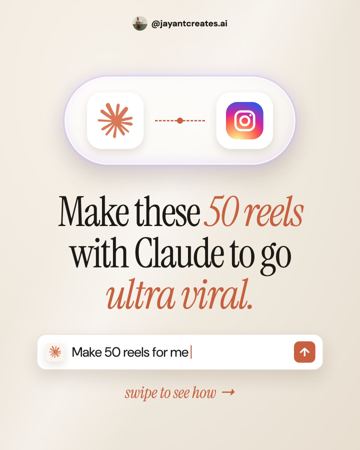 @jayantcreates.ai
Make these 50 reels
with Claude to go
ultra viral.
Make 50 reels for me
swipe to see how →